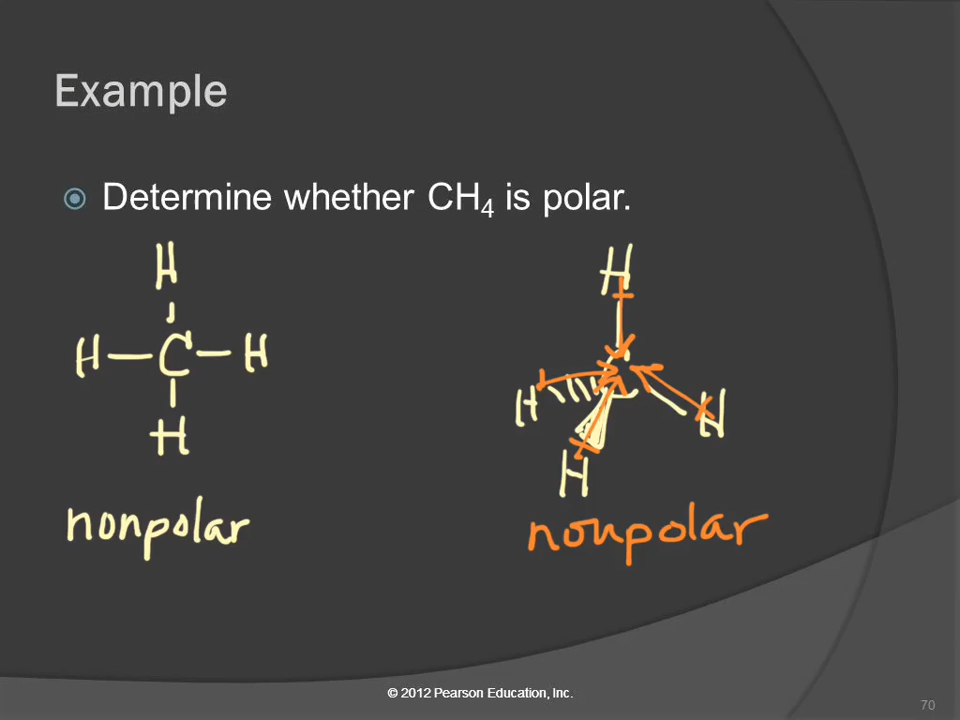 Example
Determine whether CH₄ is polar.
H
H—C—H
H
nonpolar
H
H C H
H
nonpolar
© 2012 Pearson Education, Inc.
70